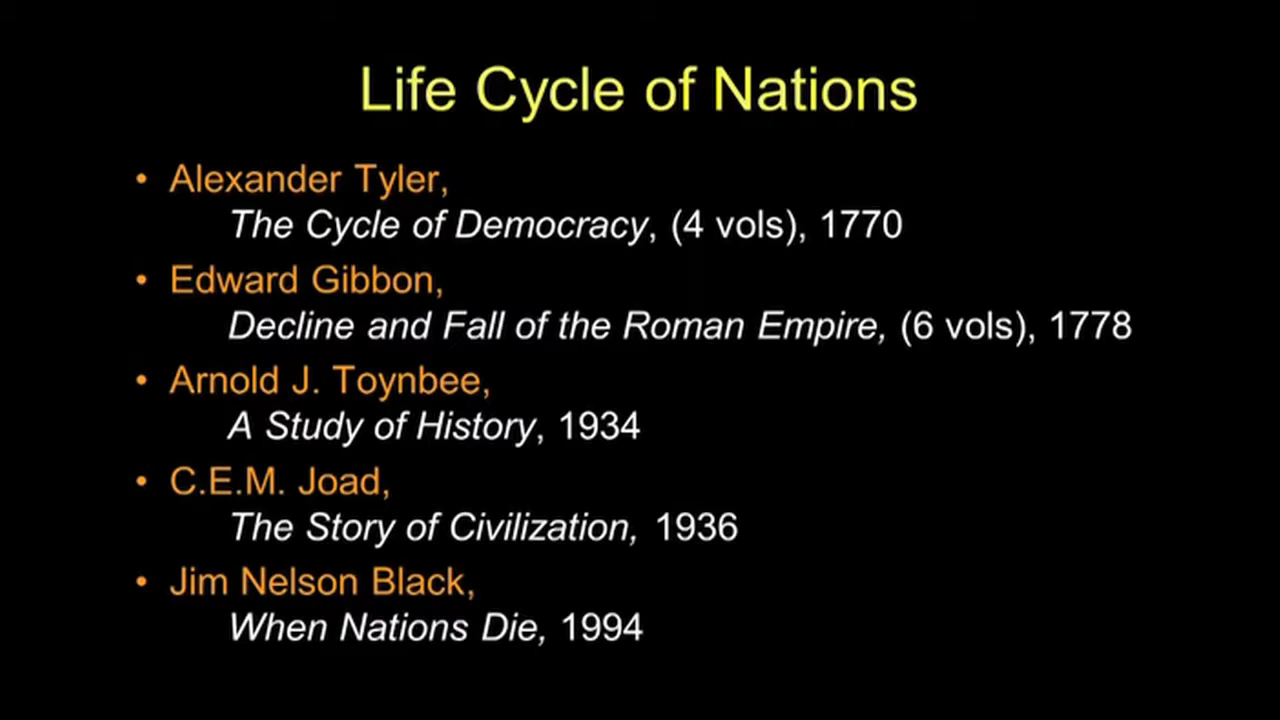 Life Cycle of Nations
• Alexander Tyler,
The Cycle of Democracy, (4 vols), 1770
• Edward Gibbon,
Decline and Fall of the Roman Empire, (6 vols), 1778
• Arnold J. Toynbee,
A Study of History, 1934
• C.E.M. Joad,
The Story of Civilization, 1936
• Jim Nelson Black,
When Nations Die, 1994